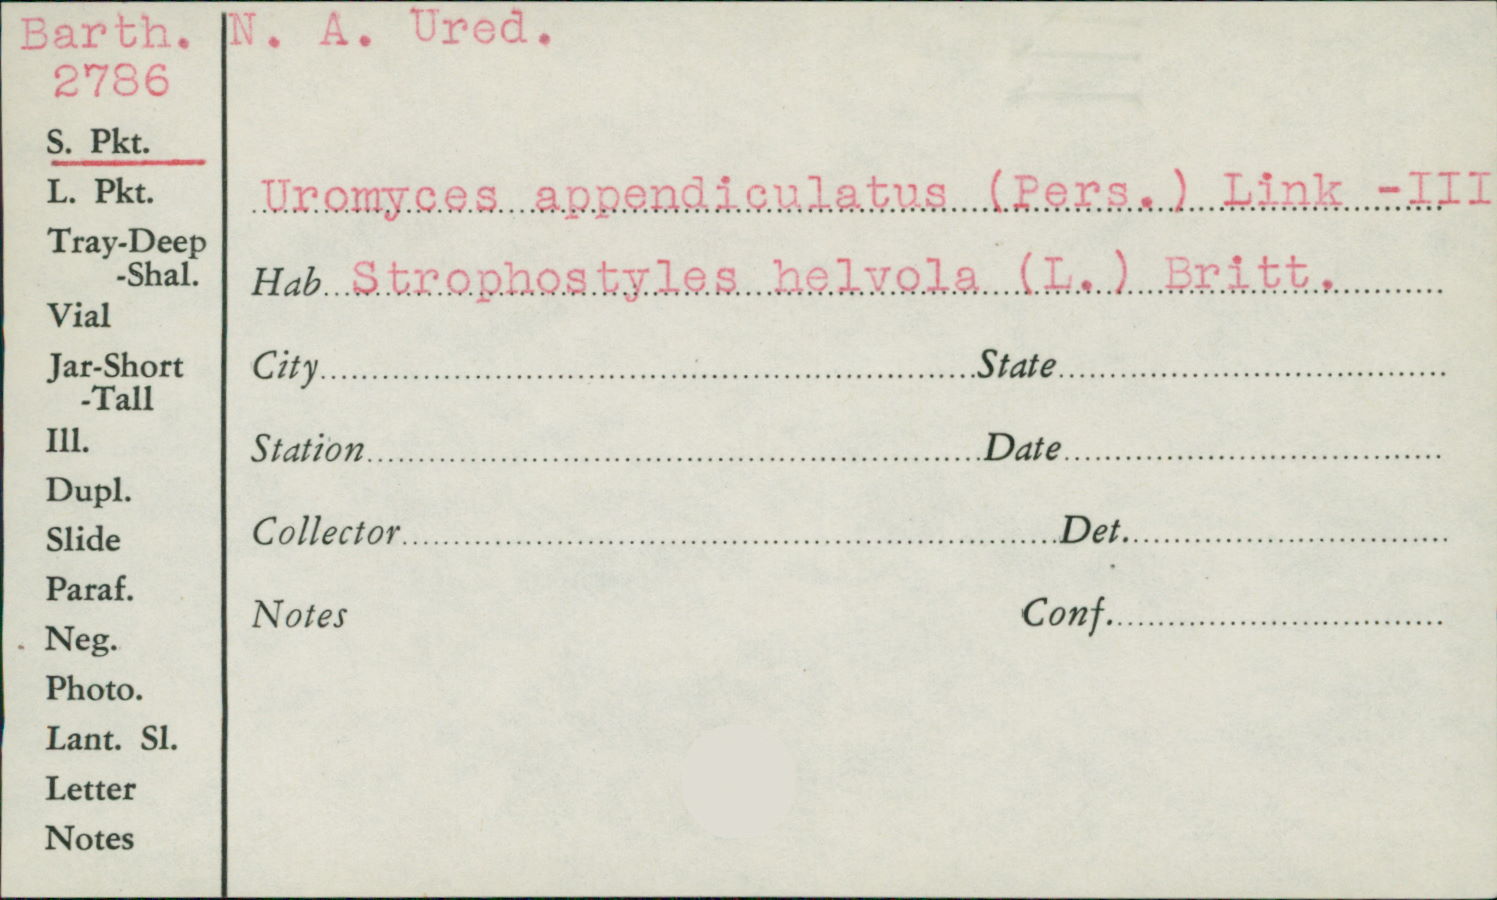 Barth. N. A. Ured.
2786
S. Pkt.
L. Pkt.
Tray-Deep
-Shal.
Vial
Jar-Short
-Tall
Ill.
Dupl.
Slide
Paraf.
Neg.
Photo.
Lant. Sl.
Letter
Notes
Uromyces appendiculatus (Pers.) Link -III
Hab Strophostyles helvola (L.) Britt.
City State
Station Date
Collector Det.
Notes Conf.